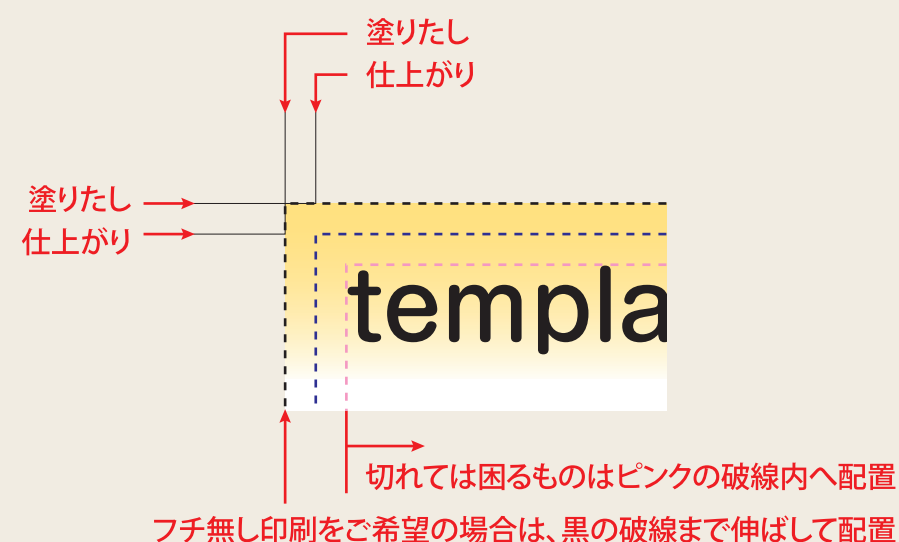 塗りたし
仕上がり
塗りたし
仕上がり
templa
切れては困るものはピンクの破線内へ配置
フチ無し印刷をご希望の場合は、黒の破線まで伸ばして配置